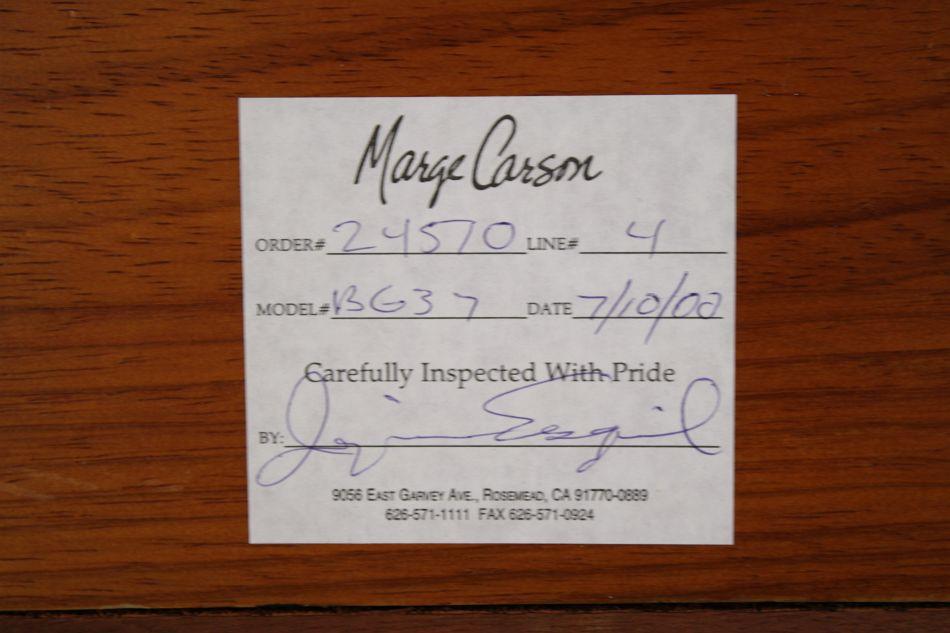 Marge Carson
ORDER# 24570 LINE# 4
MODEL# BG37 DATE 7/10/00
Carefully Inspected With Pride
BY:
9056 EAST GARVEY AVE., ROSEMEAD, CA 91770-0889
626-571-1111 FAX 626-571-0924